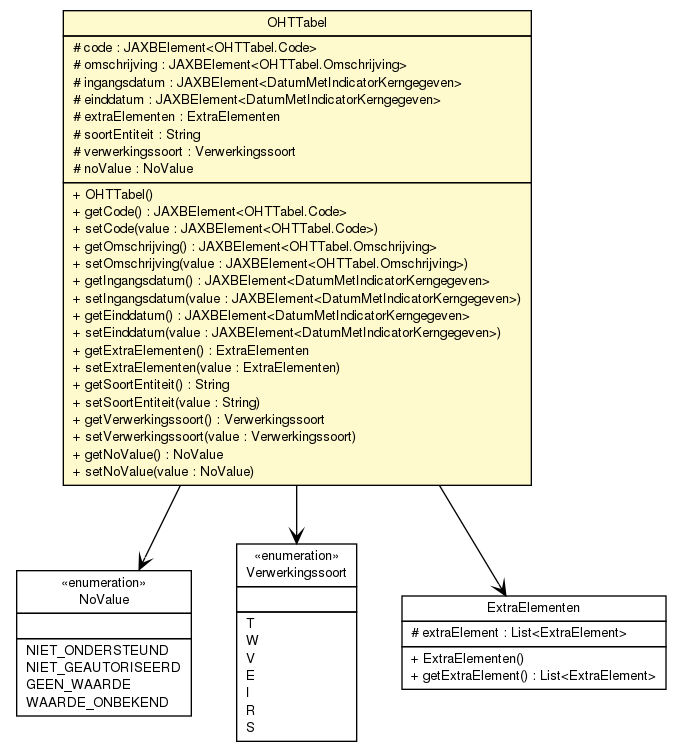 OHTTabel
# code : JAXBElement<OHTTabel.Code>
# omschrijving : JAXBElement<OHTTabel.Omschrijving>
# ingangsdatum : JAXBElement<DatumMetIndicatorKerngegeven>
# einddatum : JAXBElement<DatumMetIndicatorKerngegeven>
# extraElementen : ExtraElementen
# soortEntiteit : String
# verwerkingssoort : Verwerkingssoort
# noValue : NoValue
+ OHTTabel()
+ getCode() : JAXBElement<OHTTabel.Code>
+ setCode(value : JAXBElement<OHTTabel.Code>)
+ getOmschrijving() : JAXBElement<OHTTabel.Omschrijving>
+ setOmschrijving(value : JAXBElement<OHTTabel.Omschrijving>)
+ getIngangsdatum() : JAXBElement<DatumMetIndicatorKerngegeven>
+ setIngangsdatum(value : JAXBElement<DatumMetIndicatorKerngegeven>)
+ getEinddatum() : JAXBElement<DatumMetIndicatorKerngegeven>
+ setEinddatum(value : JAXBElement<DatumMetIndicatorKerngegeven>)
+ getExtraElementen() : ExtraElementen
+ setExtraElementen(value : ExtraElementen)
+ getSoortEntiteit() : String
+ setSoortEntiteit(value : String)
+ getVerwerkingssoort() : Verwerkingssoort
+ setVerwerkingssoort(value : Verwerkingssoort)
+ getNoValue() : NoValue
+ setNoValue(value : NoValue)
«enumeration»
NoValue
NIET_ONDERSTEUND
NIET_GEAUTORISEERD
GEEN_WAARDE
WAARDE_ONBEKEND
«enumeration»
Verwerkingssoort
T
W
V
E
I
R
S
ExtraElementen
# extraElement : List<ExtraElement>
+ ExtraElementen()
+ getExtraElement() : List<ExtraElement>